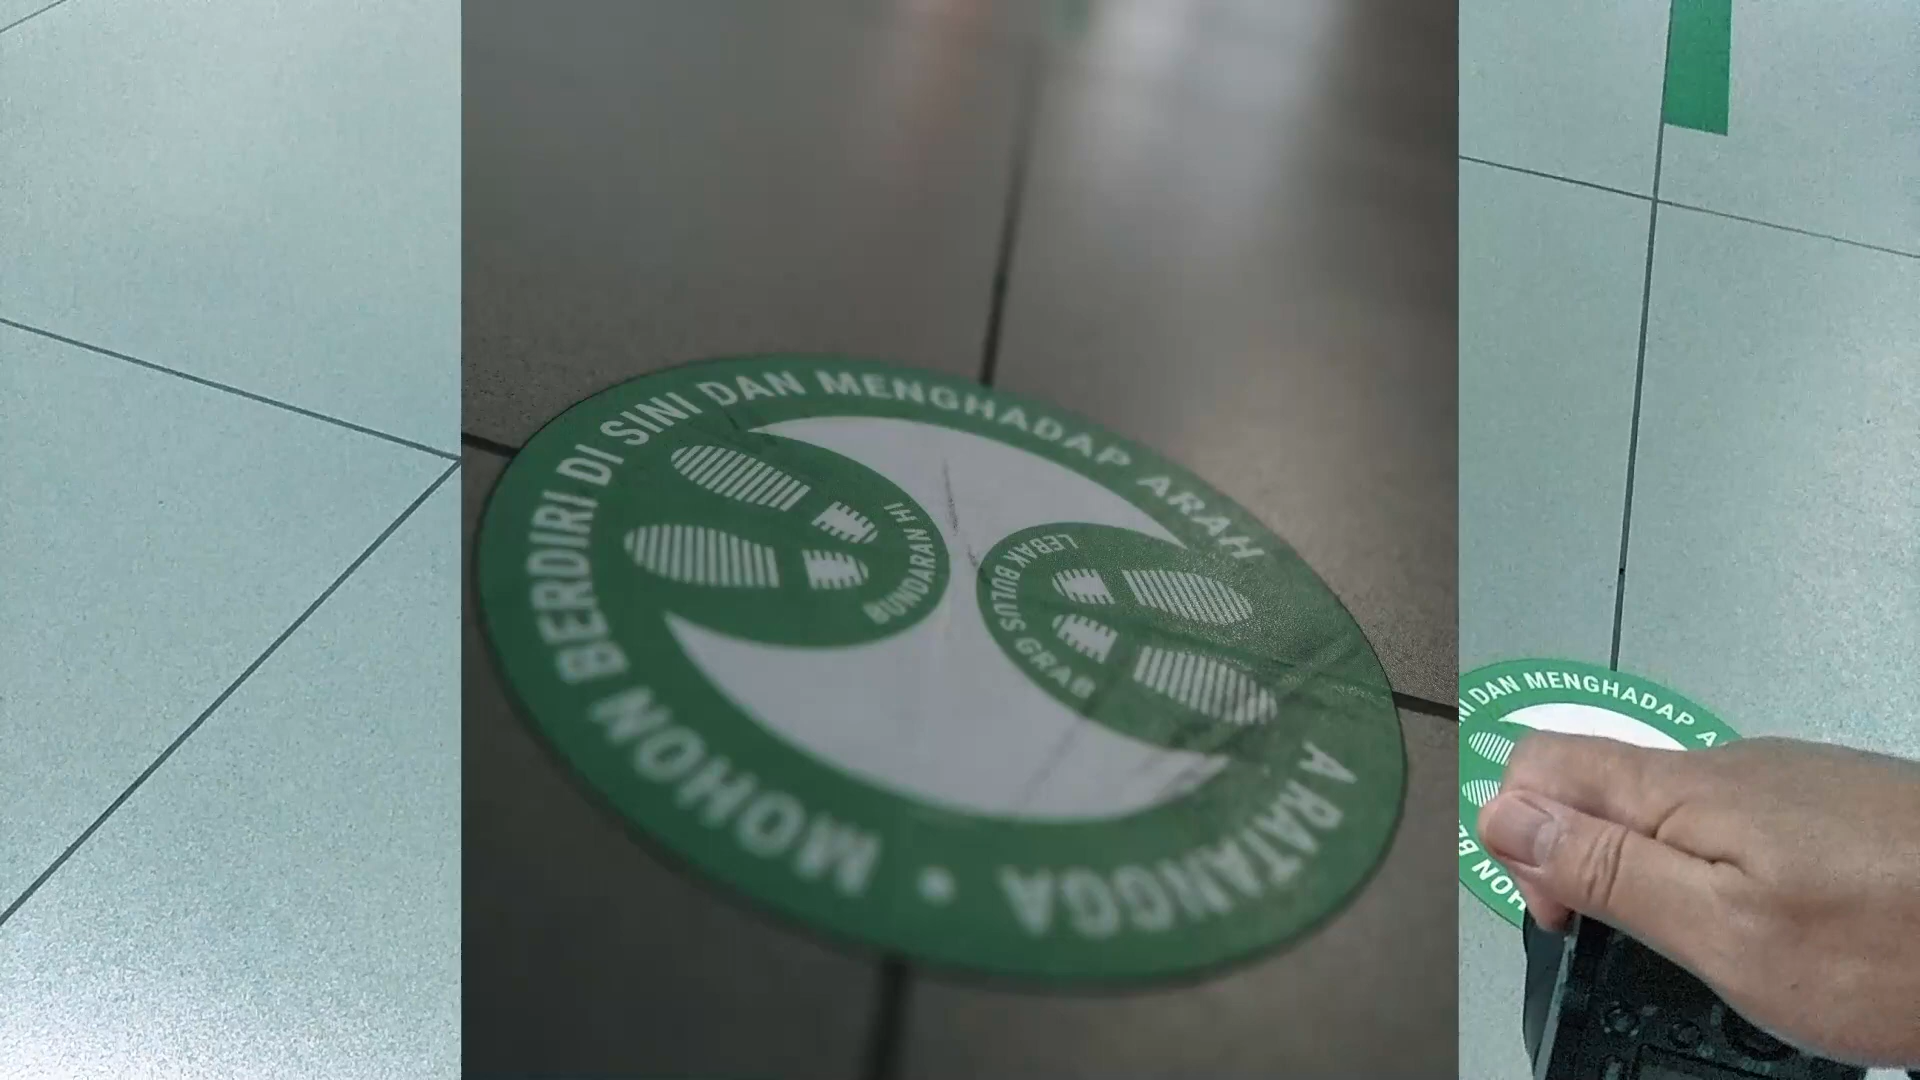 MOHON BERDIRI DI SINI DAN MENGHADAP ARAH
BUNDARAN HI
LEBAK BULUS GRAB
A RATANGGA •
DAN MENGHADAP